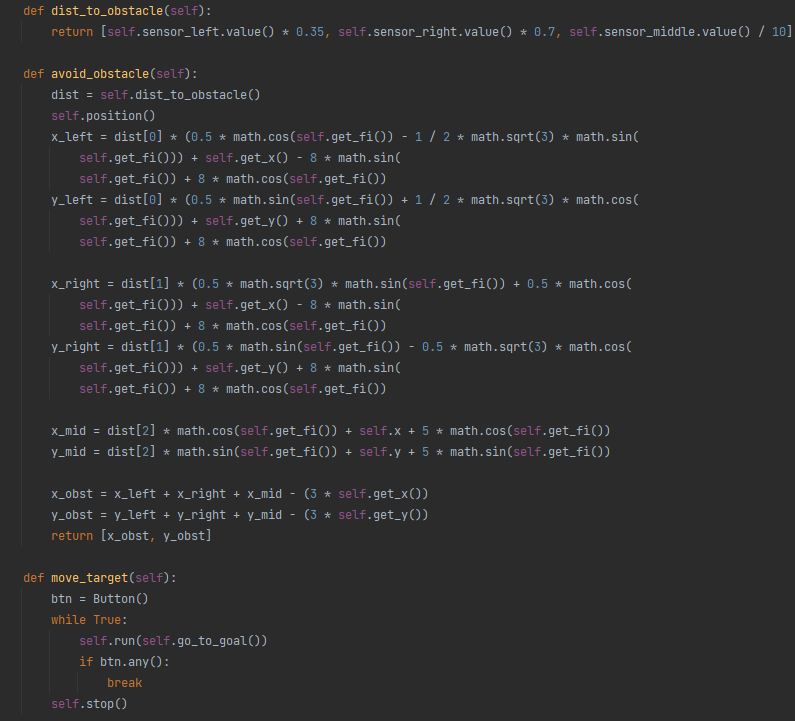 def dist_to_obstacle(self):
    return [self.sensor_left.value() * 0.35, self.sensor_right.value() * 0.7, self.sensor_middle.value() / 10]
def avoid_obstacle(self):
    dist = self.dist_to_obstacle()
    self.position()
    x_left = dist[0] * (0.5 * math.cos(self.get_fi()) - 1 / 2 * math.sqrt(3) * math.sin(
        self.get_fi())) + self.get_x() - 8 * math.sin(
        self.get_fi()) + 8 * math.cos(self.get_fi())
    y_left = dist[0] * (0.5 * math.sin(self.get_fi()) + 1 / 2 * math.sqrt(3) * math.cos(
        self.get_fi())) + self.get_y() + 8 * math.sin(
        self.get_fi()) + 8 * math.cos(self.get_fi())
    x_right = dist[1] * (0.5 * math.sqrt(3) * math.sin(self.get_fi()) + 0.5 * math.cos(
        self.get_fi())) + self.get_x() - 8 * math.sin(
        self.get_fi()) + 8 * math.cos(self.get_fi())
    y_right = dist[1] * (0.5 * math.sin(self.get_fi()) - 0.5 * math.sqrt(3) * math.cos(
        self.get_fi())) + self.get_y() + 8 * math.sin(
        self.get_fi()) + 8 * math.cos(self.get_fi())
    x_mid = dist[2] * math.cos(self.get_fi()) + self.x + 5 * math.cos(self.get_fi())
    y_mid = dist[2] * math.sin(self.get_fi()) + self.y + 5 * math.sin(self.get_fi())
    x_obst = x_left + x_right + x_mid - (3 * self.get_x())
    y_obst = y_left + y_right + y_mid - (3 * self.get_y())
    return [x_obst, y_obst]
def move_target(self):
    btn = Button()
    while True:
        self.run(self.go_to_goal())
        if btn.any():
            break
    self.stop()